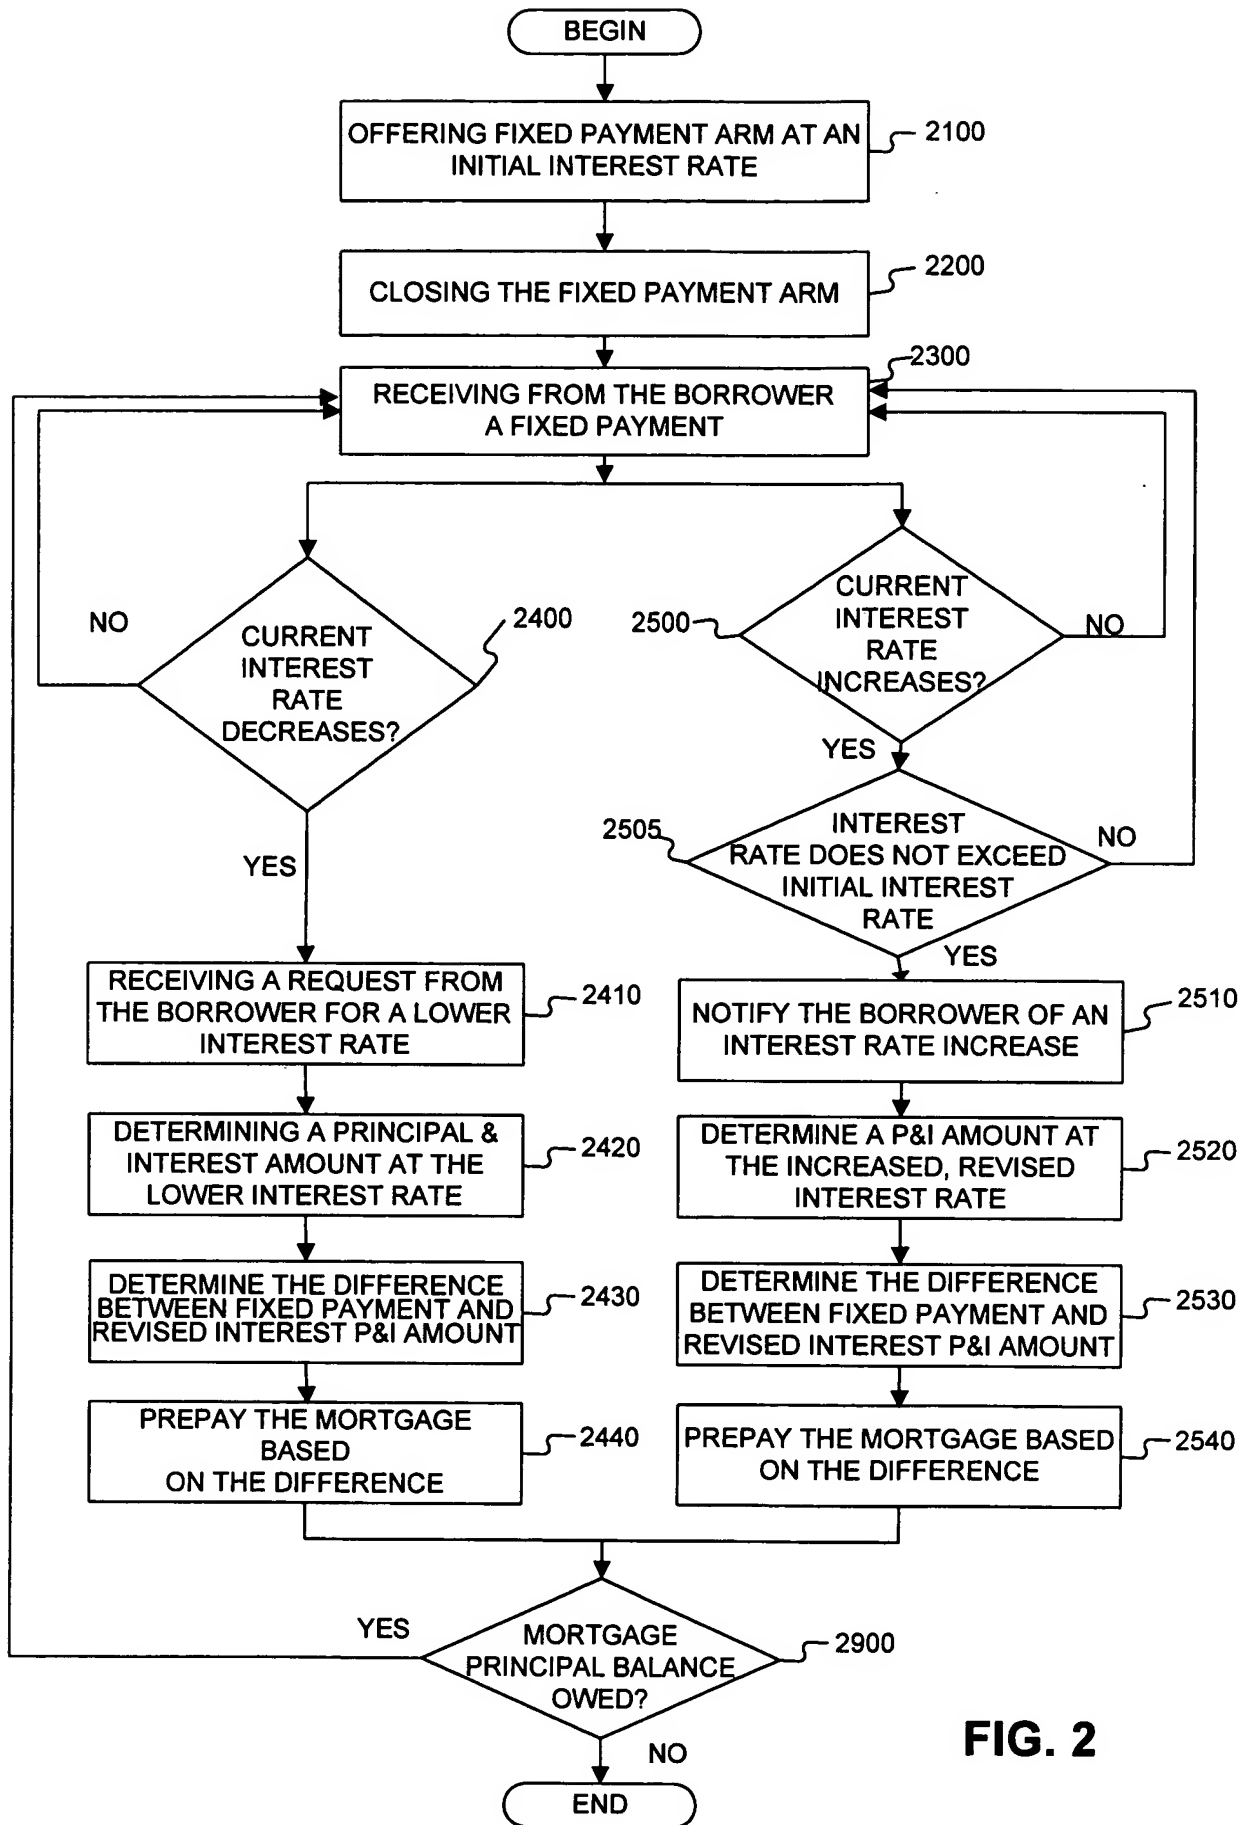 BEGIN
OFFERING FIXED PAYMENT ARM AT AN
INITIAL INTEREST RATE
2100
CLOSING THE FIXED PAYMENT ARM
2200
RECEIVING FROM THE BORROWER
A FIXED PAYMENT
2300
NO
CURRENT
INTEREST
RATE
DECREASES?
2400
2500
CURRENT
INTEREST
RATE
INCREASES?
NO
YES
2505
INTEREST
RATE DOES NOT EXCEED
INITIAL INTEREST
RATE
NO
YES
YES
RECEIVING A REQUEST FROM
THE BORROWER FOR A LOWER
INTEREST RATE
2410
NOTIFY THE BORROWER OF AN
INTEREST RATE INCREASE
2510
DETERMINING A PRINCIPAL &
INTEREST AMOUNT AT THE
LOWER INTEREST RATE
2420
DETERMINE A P&I AMOUNT AT
THE INCREASED, REVISED
INTEREST RATE
2520
DETERMINE THE DIFFERENCE
BETWEEN FIXED PAYMENT AND
REVISED INTEREST P&I AMOUNT
2430
DETERMINE THE DIFFERENCE
BETWEEN FIXED PAYMENT AND
REVISED INTEREST P&I AMOUNT
2530
PREPAY THE MORTGAGE
BASED
ON THE DIFFERENCE
2440
PREPAY THE MORTGAGE BASED
ON THE DIFFERENCE
2540
YES
MORTGAGE
PRINCIPAL BALANCE
OWED?
2900
NO
END
FIG. 2